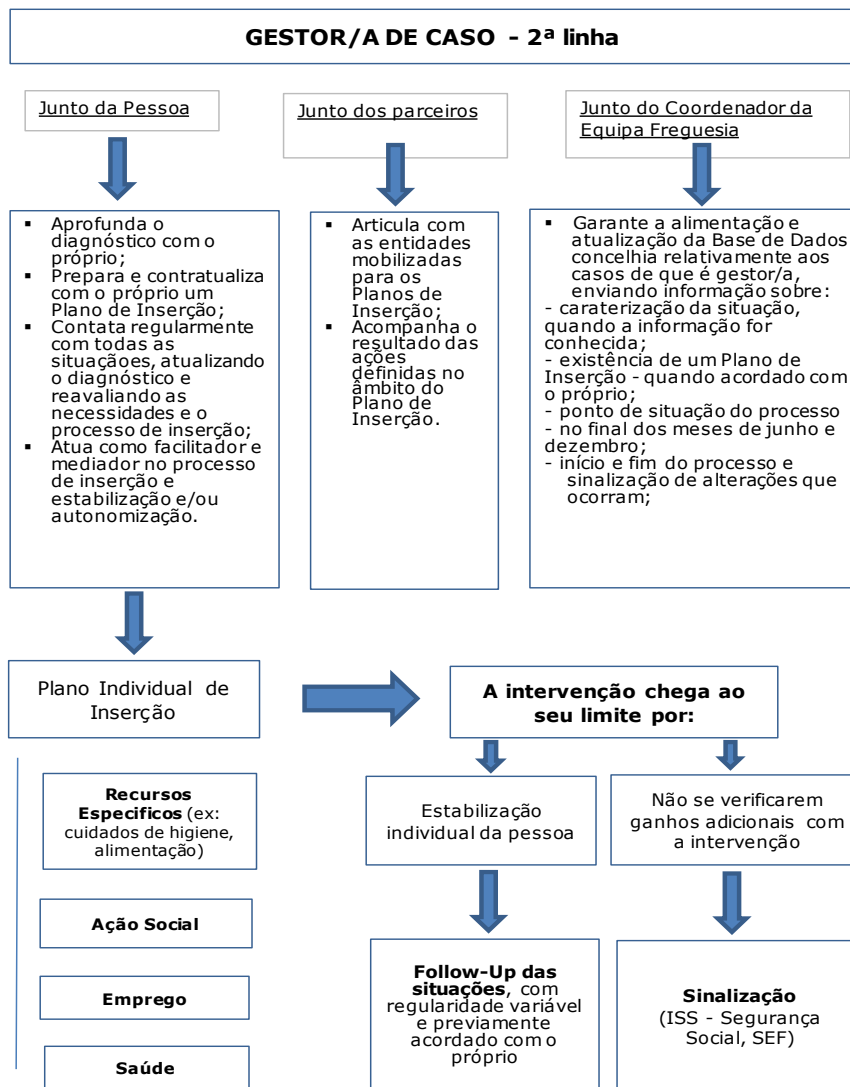 GESTOR/A DE CASO - 2ª linha
Junto da Pessoa
Junto dos parceiros
Junto do Coordenador da
Equipa Freguesia
▪ Aprofunda o
diagnóstico com o
próprio;
▪ Prepara e contratualiza
com o próprio um
Plano de Inserção;
▪ Contata regularmente
com todas as
situaçãoes, atualizando
o diagnóstico e
reavaliando as
necessidades e o
processo de inserção;
▪ Atua como facilitador e
mediador no processo
de inserção e
estabilização e/ou
autonomização.
▪ Articula com
as entidades
mobilizadas
para os
Planos de
Inserção;
▪ Acompanha o
resultado das
ações
definidas no
âmbito do
Plano de
Inserção.
▪ Garante a alimentação e
atualização da Base de Dados
concelhia relativamente aos
casos de que é gestor/a,
enviando informação sobre:
- caraterização da situação,
quando a informação for
conhecida;
- existência de um Plano de
Inserção - quando acordado com
o próprio;
- ponto de situação do processo
- no final dos meses de junho e
dezembro;
- início e fim do processo e
sinalização de alterações que
ocorram;
Plano Individual de
Inserção
A intervenção chega ao
seu limite por:
Recursos
Especificos (ex:
cuidados de higiene,
alimentação)
Ação Social
Emprego
Saúde
Estabilização
individual da pessoa
Não se verificarem
ganhos adicionais com
a intervenção
Follow-Up das
situações, com
regularidade variável
e previamente
acordado com o
próprio
Sinalização
(ISS - Segurança
Social, SEF)